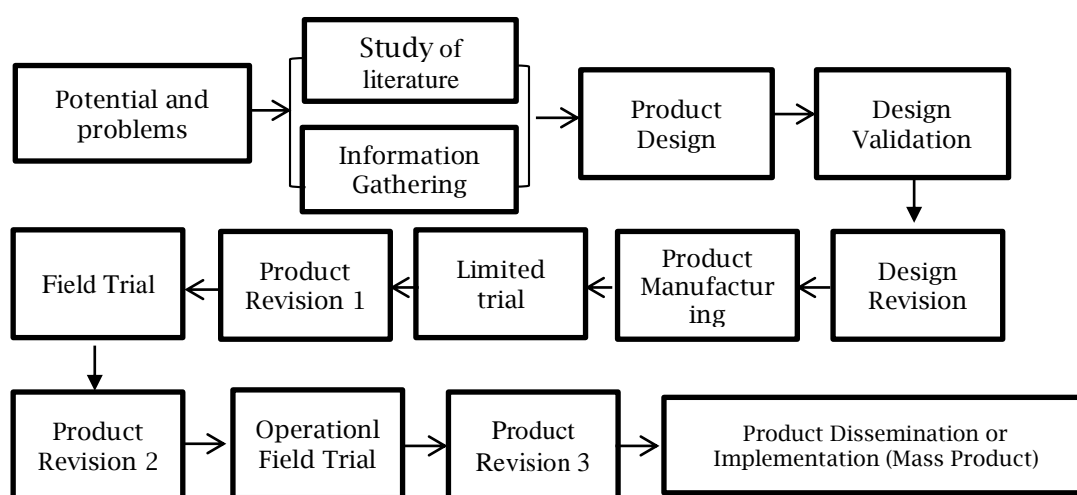 Potential and
problems
Study of
literature
Information
Gathering
Product
Design
Design
Validation
Design
Revision
Product
Manufactur
ing
Limited
trial
Product
Revision 1
Field Trial
Product
Revision 2
Operationl
Field Trial
Product
Revision 3
Product Dissemination or
Implementation (Mass Product)